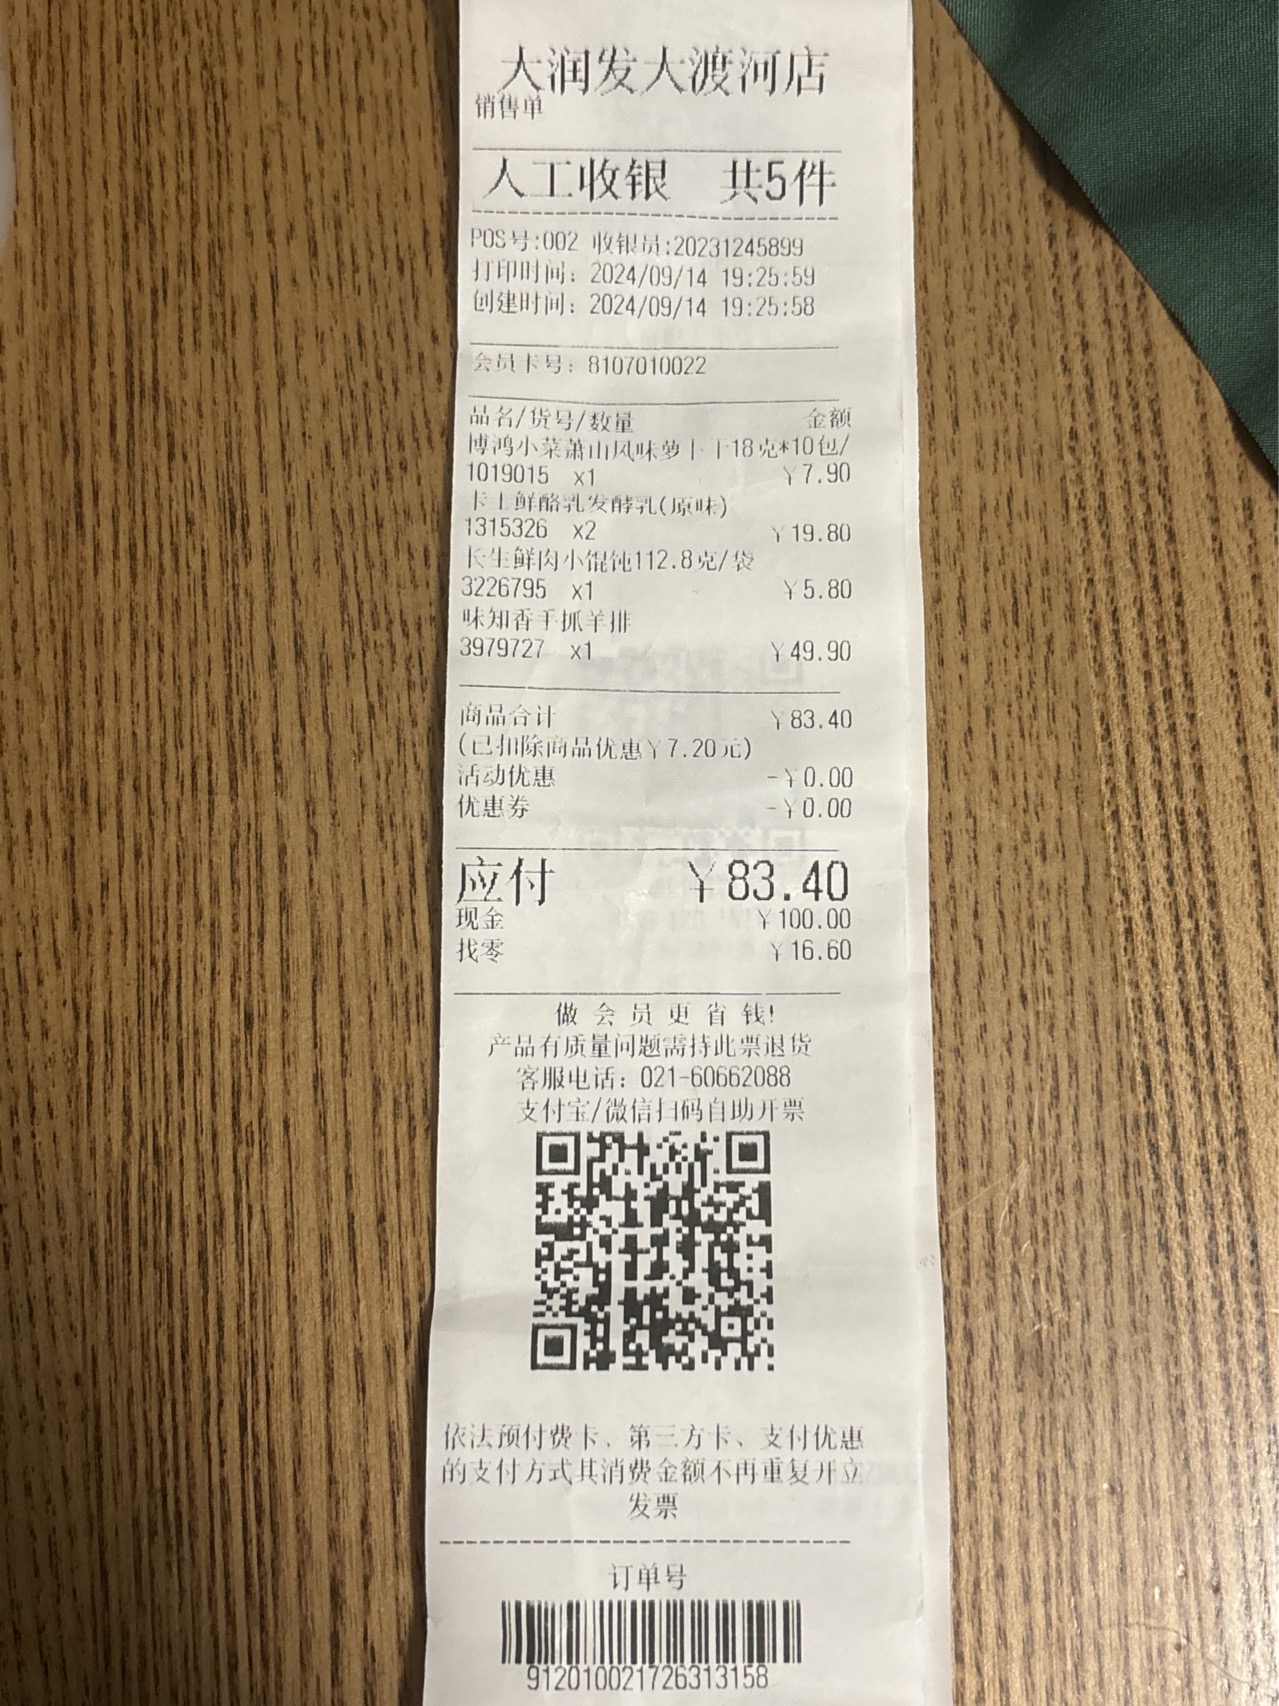 大润发大渡河店
销售单
人工收银 共5件
POS号:002 收银员:20231245899
打印时间: 2024/09/14 19:25:59
创建时间: 2024/09/14 19:25:58
会员卡号: 8107010022
品名/货号/数量 金额
博鸿小菜萧山风味萝卜干18克*10包/
1019015 x1 ￥7.90
卡士鲜酪乳发酵乳(原味)
1315326 x2 ￥19.80
长生鲜肉小馄饨112.8克/袋
3226795 x1 ￥5.80
味知香手抓羊排
3979727 x1 ￥49.90
商品合计 ￥83.40
(已扣除商品优惠￥7.20元)
活动优惠 -￥0.00
优惠券 -￥0.00
应付 ￥83.40
现金 ￥100.00
找零 ￥16.60
做会员更省钱!
产品有质量问题需持此票退货
客服电话: 021-60662088
支付宝/微信扫码自助开票
依法预付费卡、第三方卡、支付优惠
的支付方式其消费金额不再重复开立
发票
订单号
912010021726313158